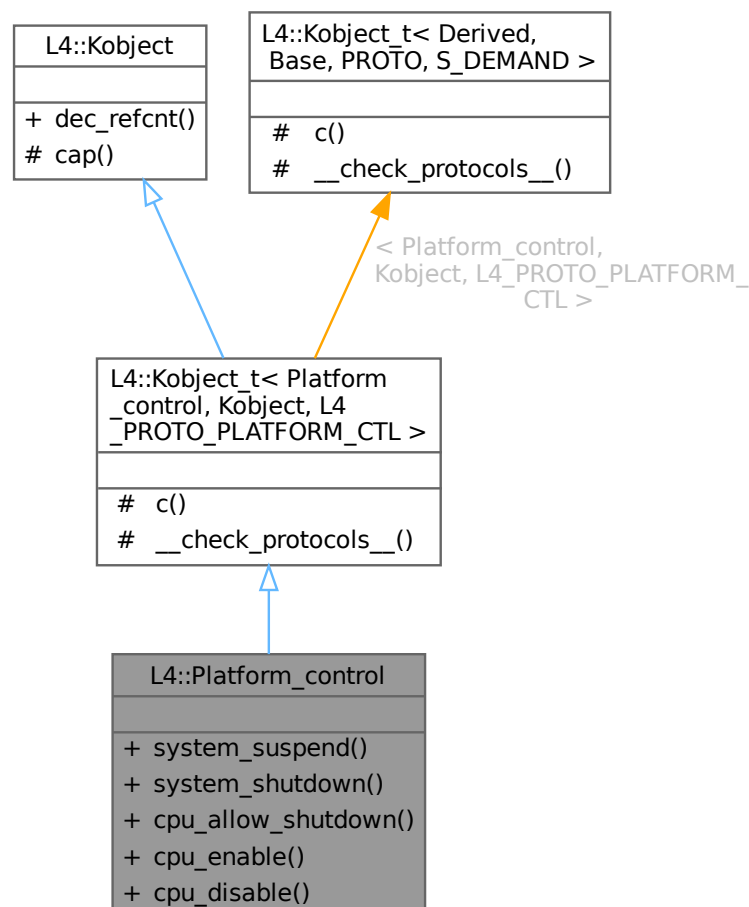 L4::Kobject
+ dec_refcnt()
# cap()
L4::Kobject_t< Derived,
Base, PROTO, S_DEMAND >
# c()
# __check_protocols__()
< Platform_control,
Kobject, L4_PROTO_PLATFORM_
CTL >
L4::Kobject_t< Platform
_control, Kobject, L4
_PROTO_PLATFORM_CTL >
# c()
# __check_protocols__()
L4::Platform_control
+ system_suspend()
+ system_shutdown()
+ cpu_allow_shutdown()
+ cpu_enable()
+ cpu_disable()